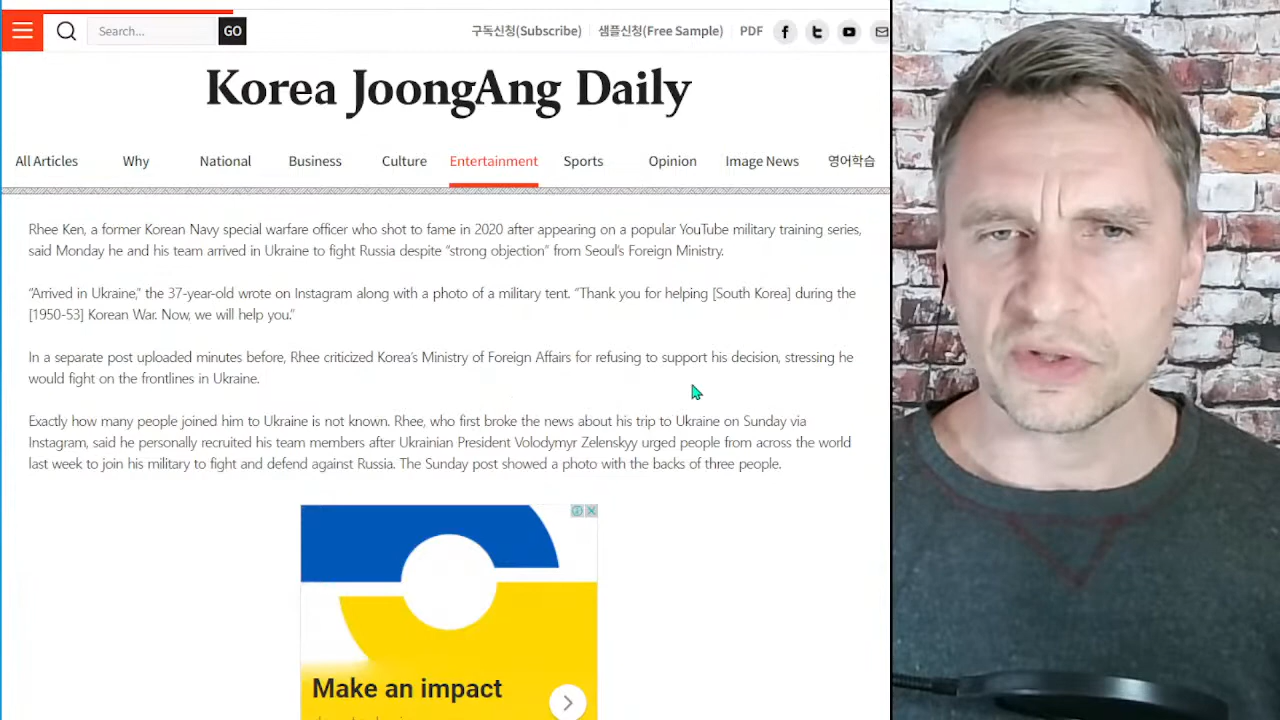 Search...
GO
구독신청(Subscribe)
샘플신청(Free Sample)
PDF
Korea JoongAng Daily
All Articles
Why
National
Business
Culture
Entertainment
Sports
Opinion
Image News
영어학습
Rhee Ken, a former Korean Navy special warfare officer who shot to fame in 2020 after appearing on a popular YouTube military training series,
said Monday he and his team arrived in Ukraine to fight Russia despite “strong objection” from Seoul’s Foreign Ministry.
“Arrived in Ukraine,” the 37-year-old wrote on Instagram along with a photo of a military tent. “Thank you for helping [South Korea] during the
[1950-53] Korean War. Now, we will help you.”
In a separate post uploaded minutes before, Rhee criticized Korea’s Ministry of Foreign Affairs for refusing to support his decision, stressing he
would fight on the frontlines in Ukraine.
Exactly how many people joined him to Ukraine is not known. Rhee, who first broke the news about his trip to Ukraine on Sunday via
Instagram, said he personally recruited his team members after Ukrainian President Volodymyr Zelenskyy urged people from across the world
last week to join his military to fight and defend against Russia. The Sunday post showed a photo with the backs of three people.
Make an impact